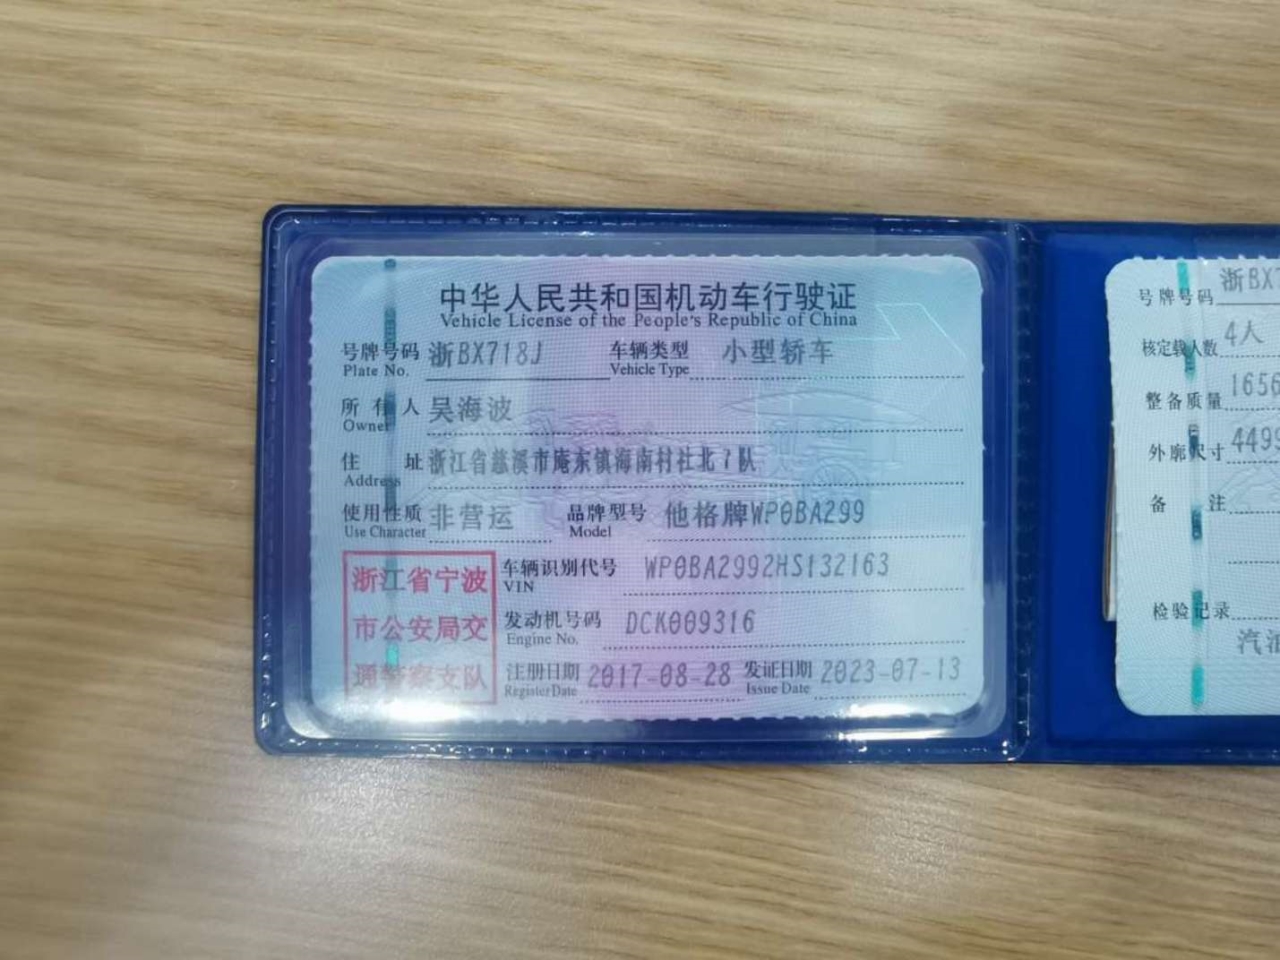 中华人民共和国机动车行驶证
Vehicle License of the People's Republic of China
号牌号码 浙BX718J 车辆类型 小型轿车
Plate No. Vehicle Type
所有人 吴海波
Owner
住址 浙江省慈溪市庵东镇海南村社北7队
Address
使用性质 非营运 品牌型号 他格牌WP0BA299
Use Character Model
浙江省宁波
市公安局交
通警察支队
车辆识别代号 WP0BA2992HS132163
VIN
发动机号码 DCK009316
Engine No.
注册日期 2017-08-28 发证日期 2023-07-13
Register Date Issue Date
号牌号码 浙BX7
核定载人数 4人
整备质量 1656
外廓尺寸 4499
备注
检验记录
汽油